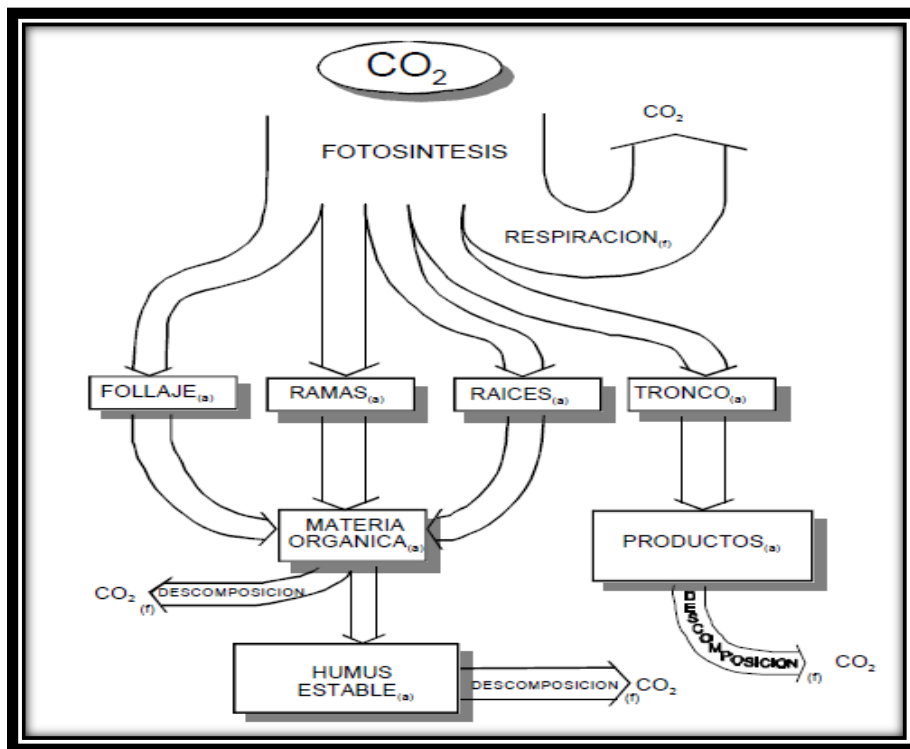 CO2
CO2
FOTOSINTESIS
RESPIRACION(f)
FOLLAJE(a)
RAMAS(a)
RAICES(a)
TRONCO(a)
MATERIA
ORGANICA(a)
PRODUCTOS(a)
CO2 (f) DESCOMPOSICION
DESCOMPOSICION (f) CO2
HUMUS
ESTABLE(a)
DESCOMPOSICION (f) CO2